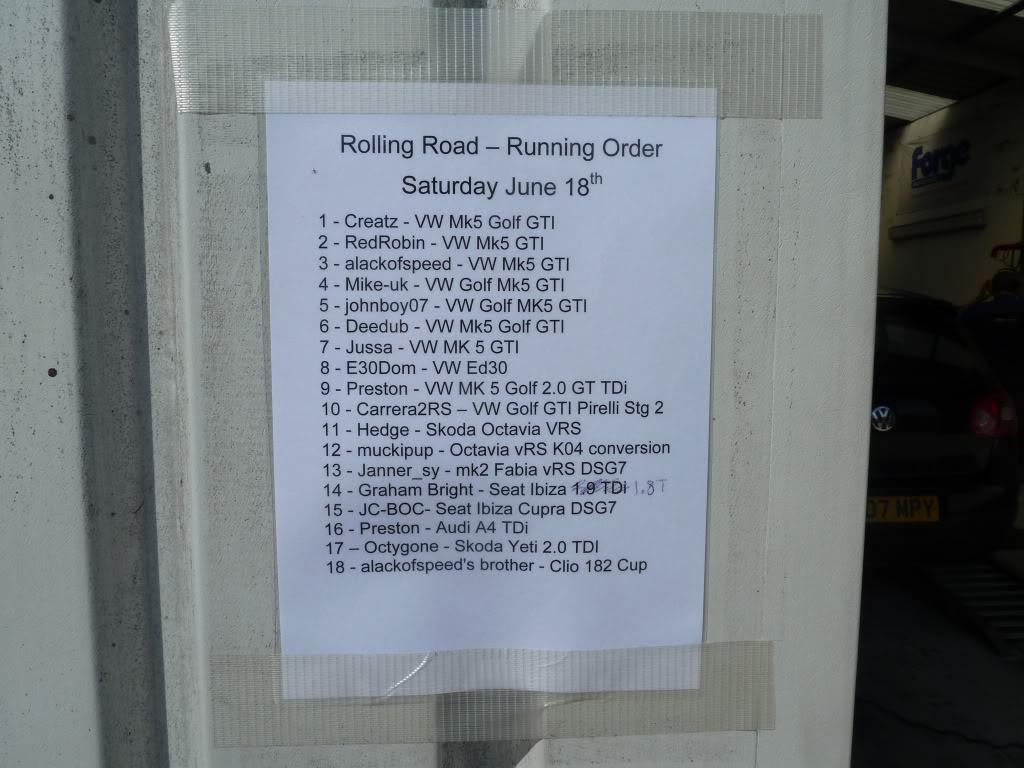 Rolling Road – Running Order
Saturday June 18th
1 - Creatz - VW Mk5 Golf GTI
2 - RedRobin - VW Mk5 GTI
3 - alackofspeed - VW Mk5 GTI
4 - Mike-uk - VW Golf Mk5 GTI
5 - johnboy07 - VW Golf MK5 GTI
6 - Deedub - VW Mk5 Golf GTI
7 - Jussa - VW MK 5 GTI
8 - E30Dom - VW Ed30
9 - Preston - VW MK 5 Golf 2.0 GT TDi
10 - Carrera2RS – VW Golf GTI Pirelli Stg 2
11 - Hedge - Skoda Octavia VRS
12 - muckipup - Octavia vRS K04 conversion
13 - Janner_sy - mk2 Fabia vRS DSG7
14 - Graham Bright - Seat Ibiza 1.9 TDi 1.8T
15 - JC-BOC- Seat Ibiza Cupra DSG7
16 - Preston - Audi A4 TDi
17 – Octygone - Skoda Yeti 2.0 TDI
18 - alackofspeed's brother - Clio 182 Cup
forge
07 MPY